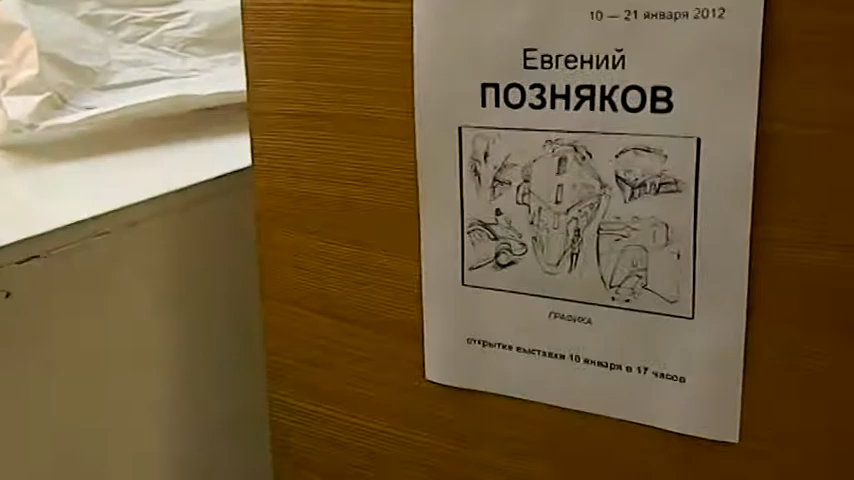 10 — 21 января 2012
Евгений
ПОЗНЯКОВ
ГРАФИКА
открытие выставки 10 января в 17 часов